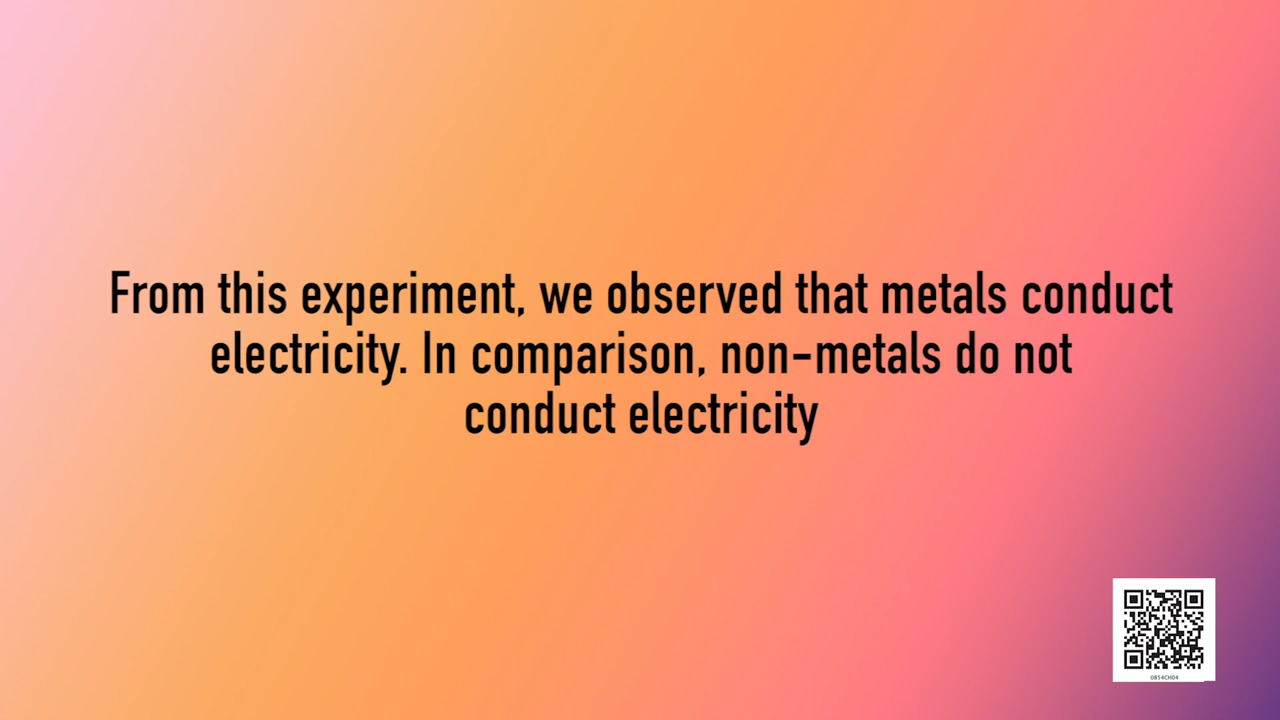 From this experiment, we observed that metals conduct
electricity. In comparison, non-metals do not
conduct electricity
0854CH04